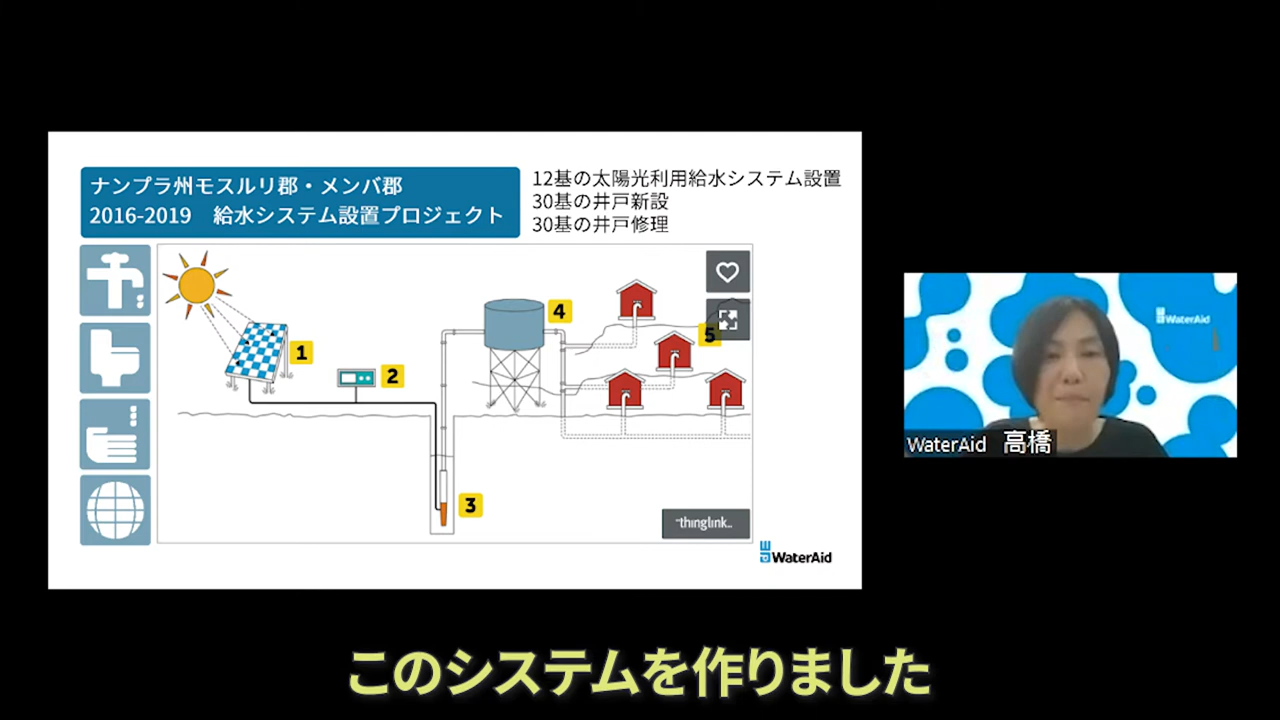 ナンプラ州モスルリ郡・メンバ郡
2016-2019 給水システム設置プロジェクト
12基の太陽光利用給水システム設置
30基の井戸新設
30基の井戸修理
1
2
3
4
5
thinglink..
WaterAid
WaterAid
WaterAid 高橋
このシステムを作りました